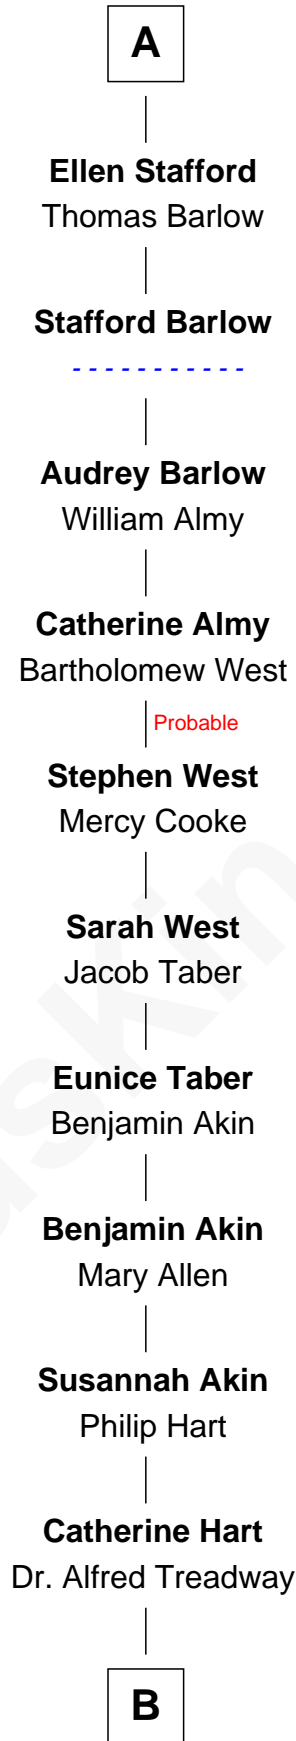 A
Ellen Stafford
Thomas Barlow
Stafford Barlow
- - - - - - - - - - -
Audrey Barlow
William Almy
Catherine Almy
Bartholomew West
Probable
Stephen West
Mercy Cooke
Sarah West
Jacob Taber
Eunice Taber
Benjamin Akin
Benjamin Akin
Mary Allen
Susannah Akin
Philip Hart
Catherine Hart
Dr. Alfred Treadway
B